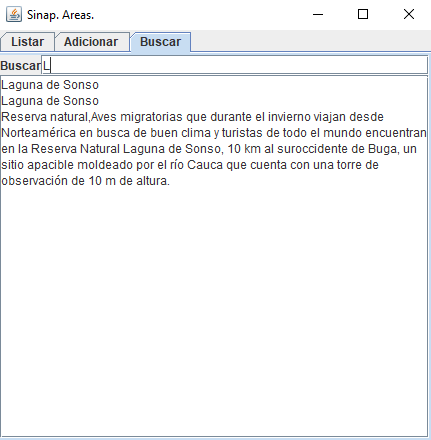 Sinap. Areas.
Listar Adicionar Buscar
Buscar L
Laguna de Sonso
Laguna de Sonso
Reserva natural,Aves migratorias que durante el invierno viajan desde
Norteamérica en busca de buen clima y turistas de todo el mundo encuentran
en la Reserva Natural Laguna de Sonso, 10 km al suroccidente de Buga, un
sitio apacible moldeado por el río Cauca que cuenta con una torre de
observación de 10 m de altura.